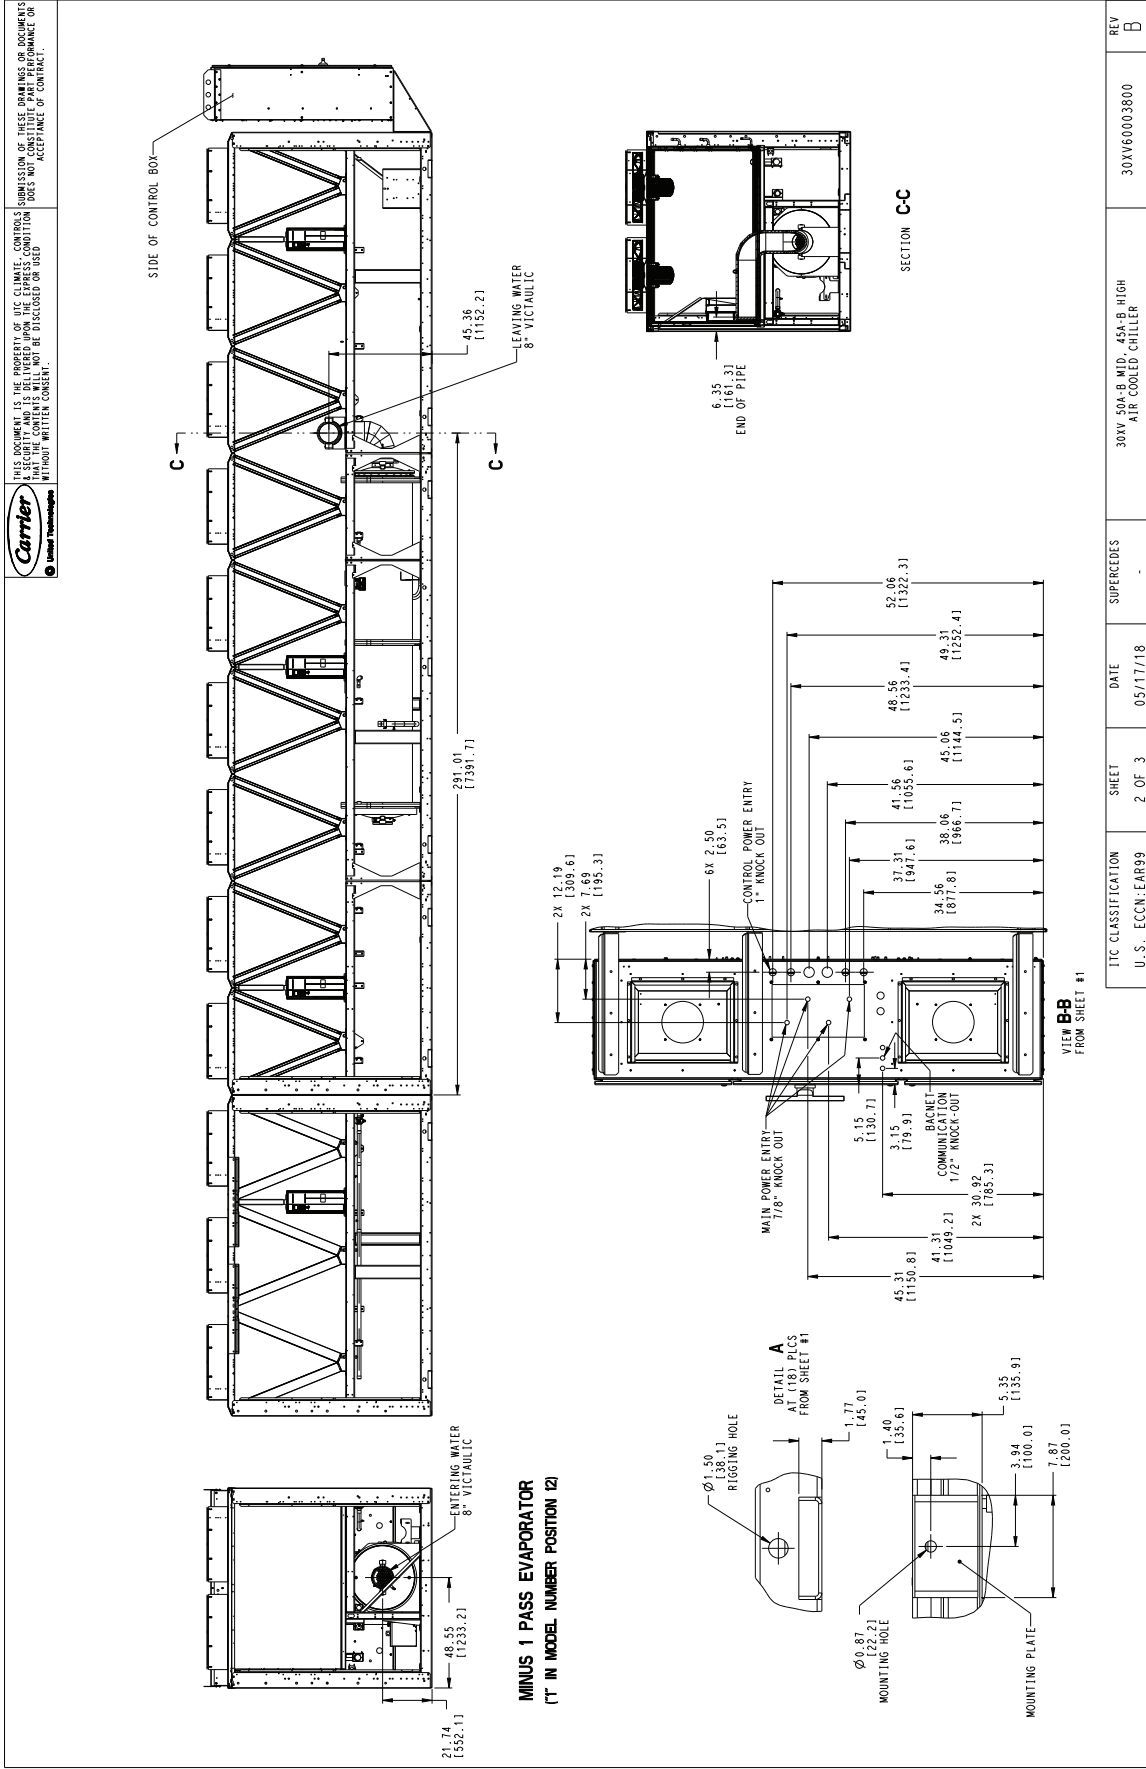 Carrier
United Technologies
THIS DOCUMENT IS THE PROPERTY OF UTC CLIMATE, CONTROLS
& SECURITY AND IS DELIVERED UPON THE EXPRESS CONDITION
THAT THE CONTENTS WILL NOT BE DISCLOSED OR USED
WITHOUT WRITTEN CONSENT.
SUBMISSION OF THESE DRAWINGS OR DOCUMENTS
DOES NOT CONSTITUTE PART PERFORMANCE OR
ACCEPTANCE OF CONTRACT.
SIDE OF CONTROL BOX
C
C
45.36
[1152.2]
LEAVING WATER
8" VICTAULIC
291.01
[7391.7]
ENTERING WATER
8" VICTAULIC
48.55
[1233.2]
21.74
[552.1]
MINUS 1 PASS EVAPORATOR
("1" IN MODEL NUMBER POSITION 12)
6.35
[161.3]
END OF PIPE
SECTION C-C
2X 12.19
[309.6]
2X 7.69
[195.3]
6X 2.50
[63.5]
CONTROL POWER ENTRY
1" KNOCK OUT
52.06
[1322.3]
49.31
[1252.4]
48.56
[1233.4]
45.06
[1144.5]
41.56
[1055.6]
38.06
[966.7]
37.31
[947.6]
34.56
[877.8]
MAIN POWER ENTRY
7/8" KNOCK OUT
5.15
[130.7]
3.15
[79.9]
BACNET
COMMUNICATION
1/2" KNOCK-OUT
2X 30.92
[785.3]
41.31
[1049.2]
45.31
[1150.8]
VIEW B-B
FROM SHEET #1
DETAIL A
AT (18) PLCS
FROM SHEET #1
Ø1.50
[38.1]
RIGGING HOLE
1.77
[45.0]
Ø0.87
[22.2]
MOUNTING HOLE
MOUNTING PLATE
1.40
[35.6]
5.35
[135.9]
3.94
[100.0]
7.87
[200.0]
ITC CLASSIFICATION
U.S. ECCN:EAR99
SHEET
2 OF 3
DATE
05/17/18
SUPERCEDES
-
30XV 50A-B MID, 45A-B HIGH
AIR COOLED CHILLER
30XV60003800
REV
B